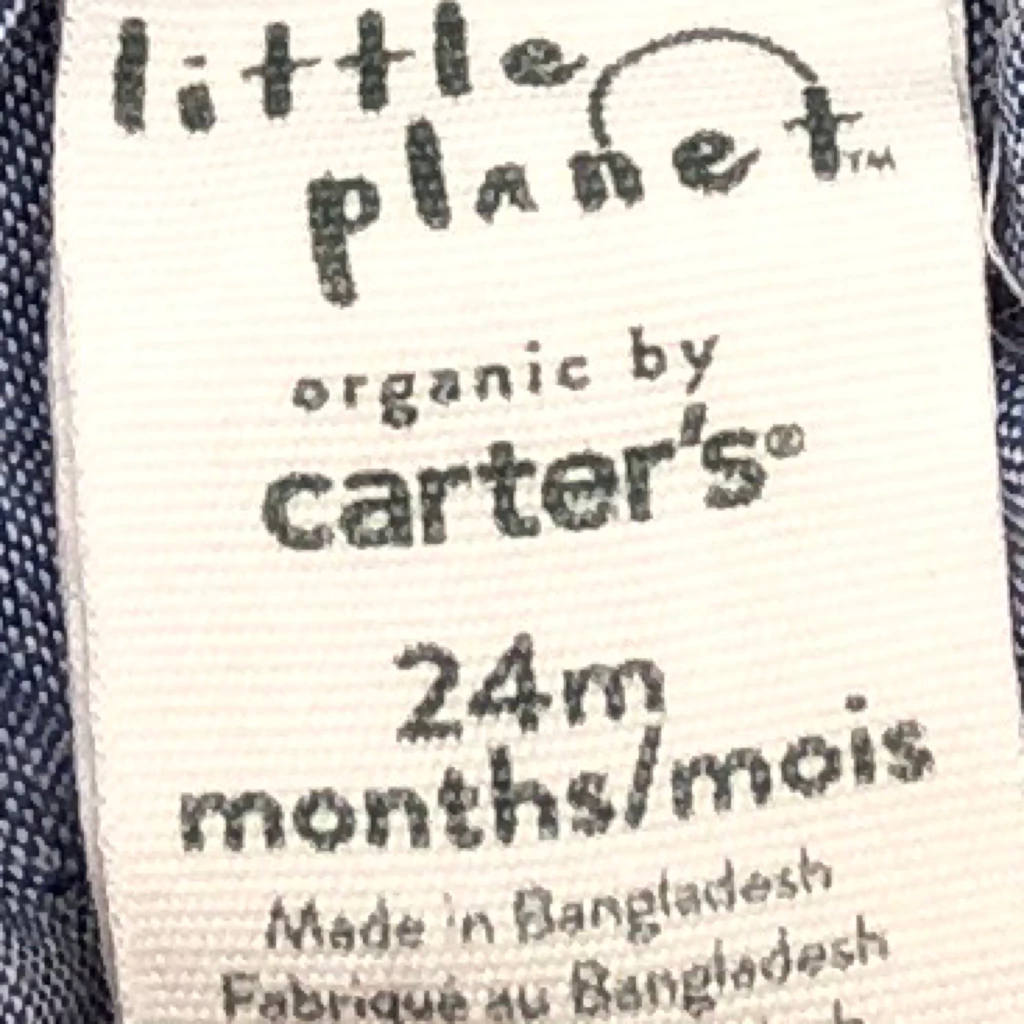 little
planet™
organic by
carter's®
24m
months/mois
Made in Bangladesh
Fabriqué au Bangladesh